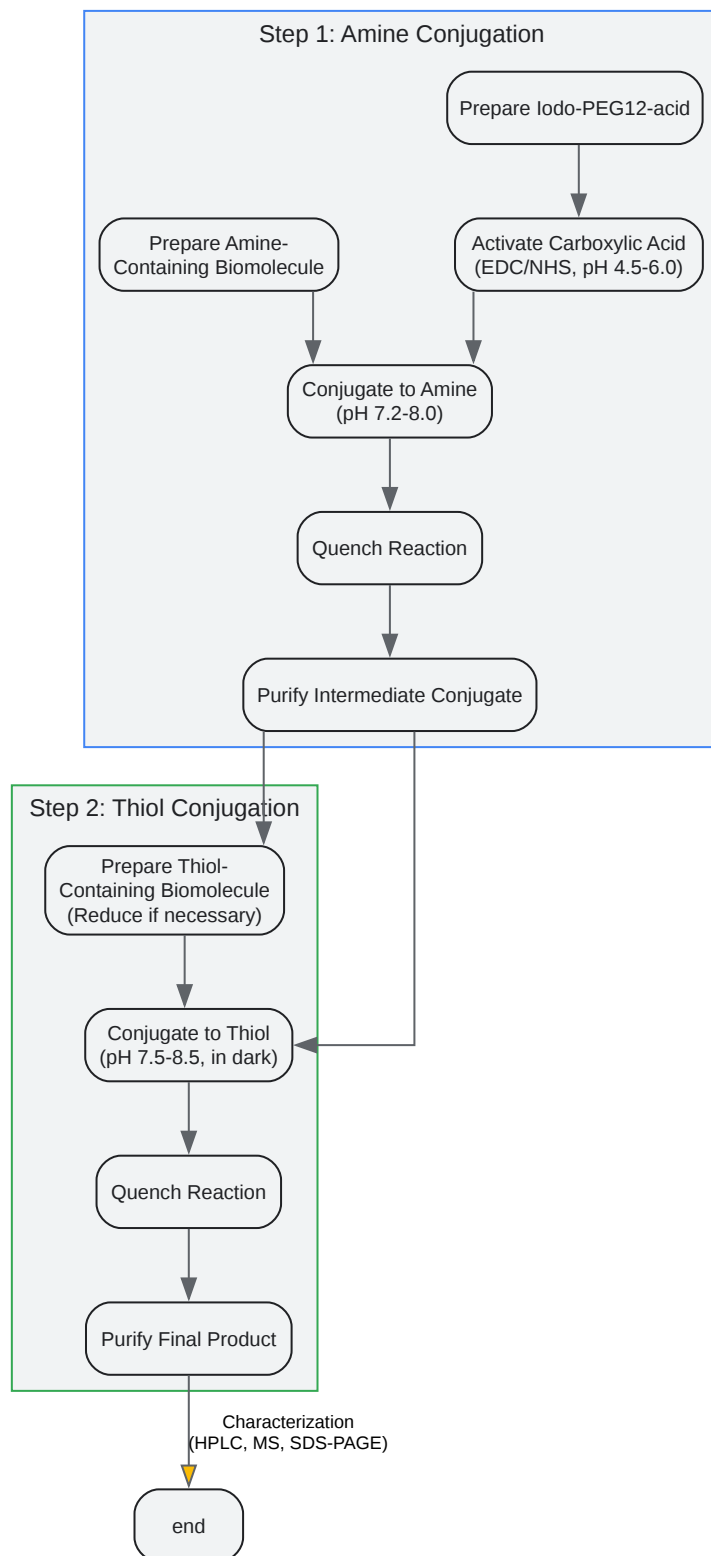 Step 1: Amine Conjugation
Prepare Iodo-PEG12-acid
Prepare Amine-
Containing Biomolecule
Activate Carboxylic Acid
(EDC/NHS, pH 4.5-6.0)
Conjugate to Amine
(pH 7.2-8.0)
Quench Reaction
Purify Intermediate Conjugate
Step 2: Thiol Conjugation
Prepare Thiol-
Containing Biomolecule
(Reduce if necessary)
Conjugate to Thiol
(pH 7.5-8.5, in dark)
Quench Reaction
Purify Final Product
Characterization
(HPLC, MS, SDS-PAGE)
end